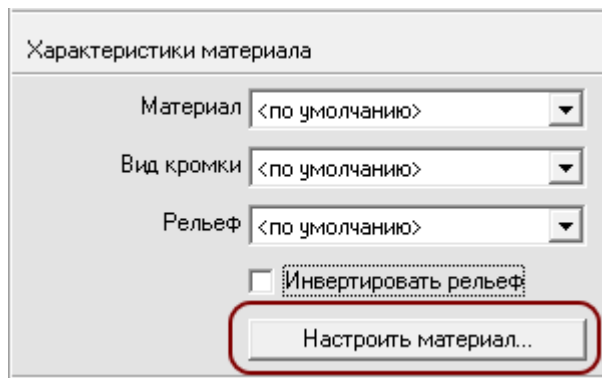 Характеристики материала
Материал <по умолчанию>
Вид кромки <по умолчанию>
Рельеф <по умолчанию>
Инвертировать рельеф
Настроить материал...